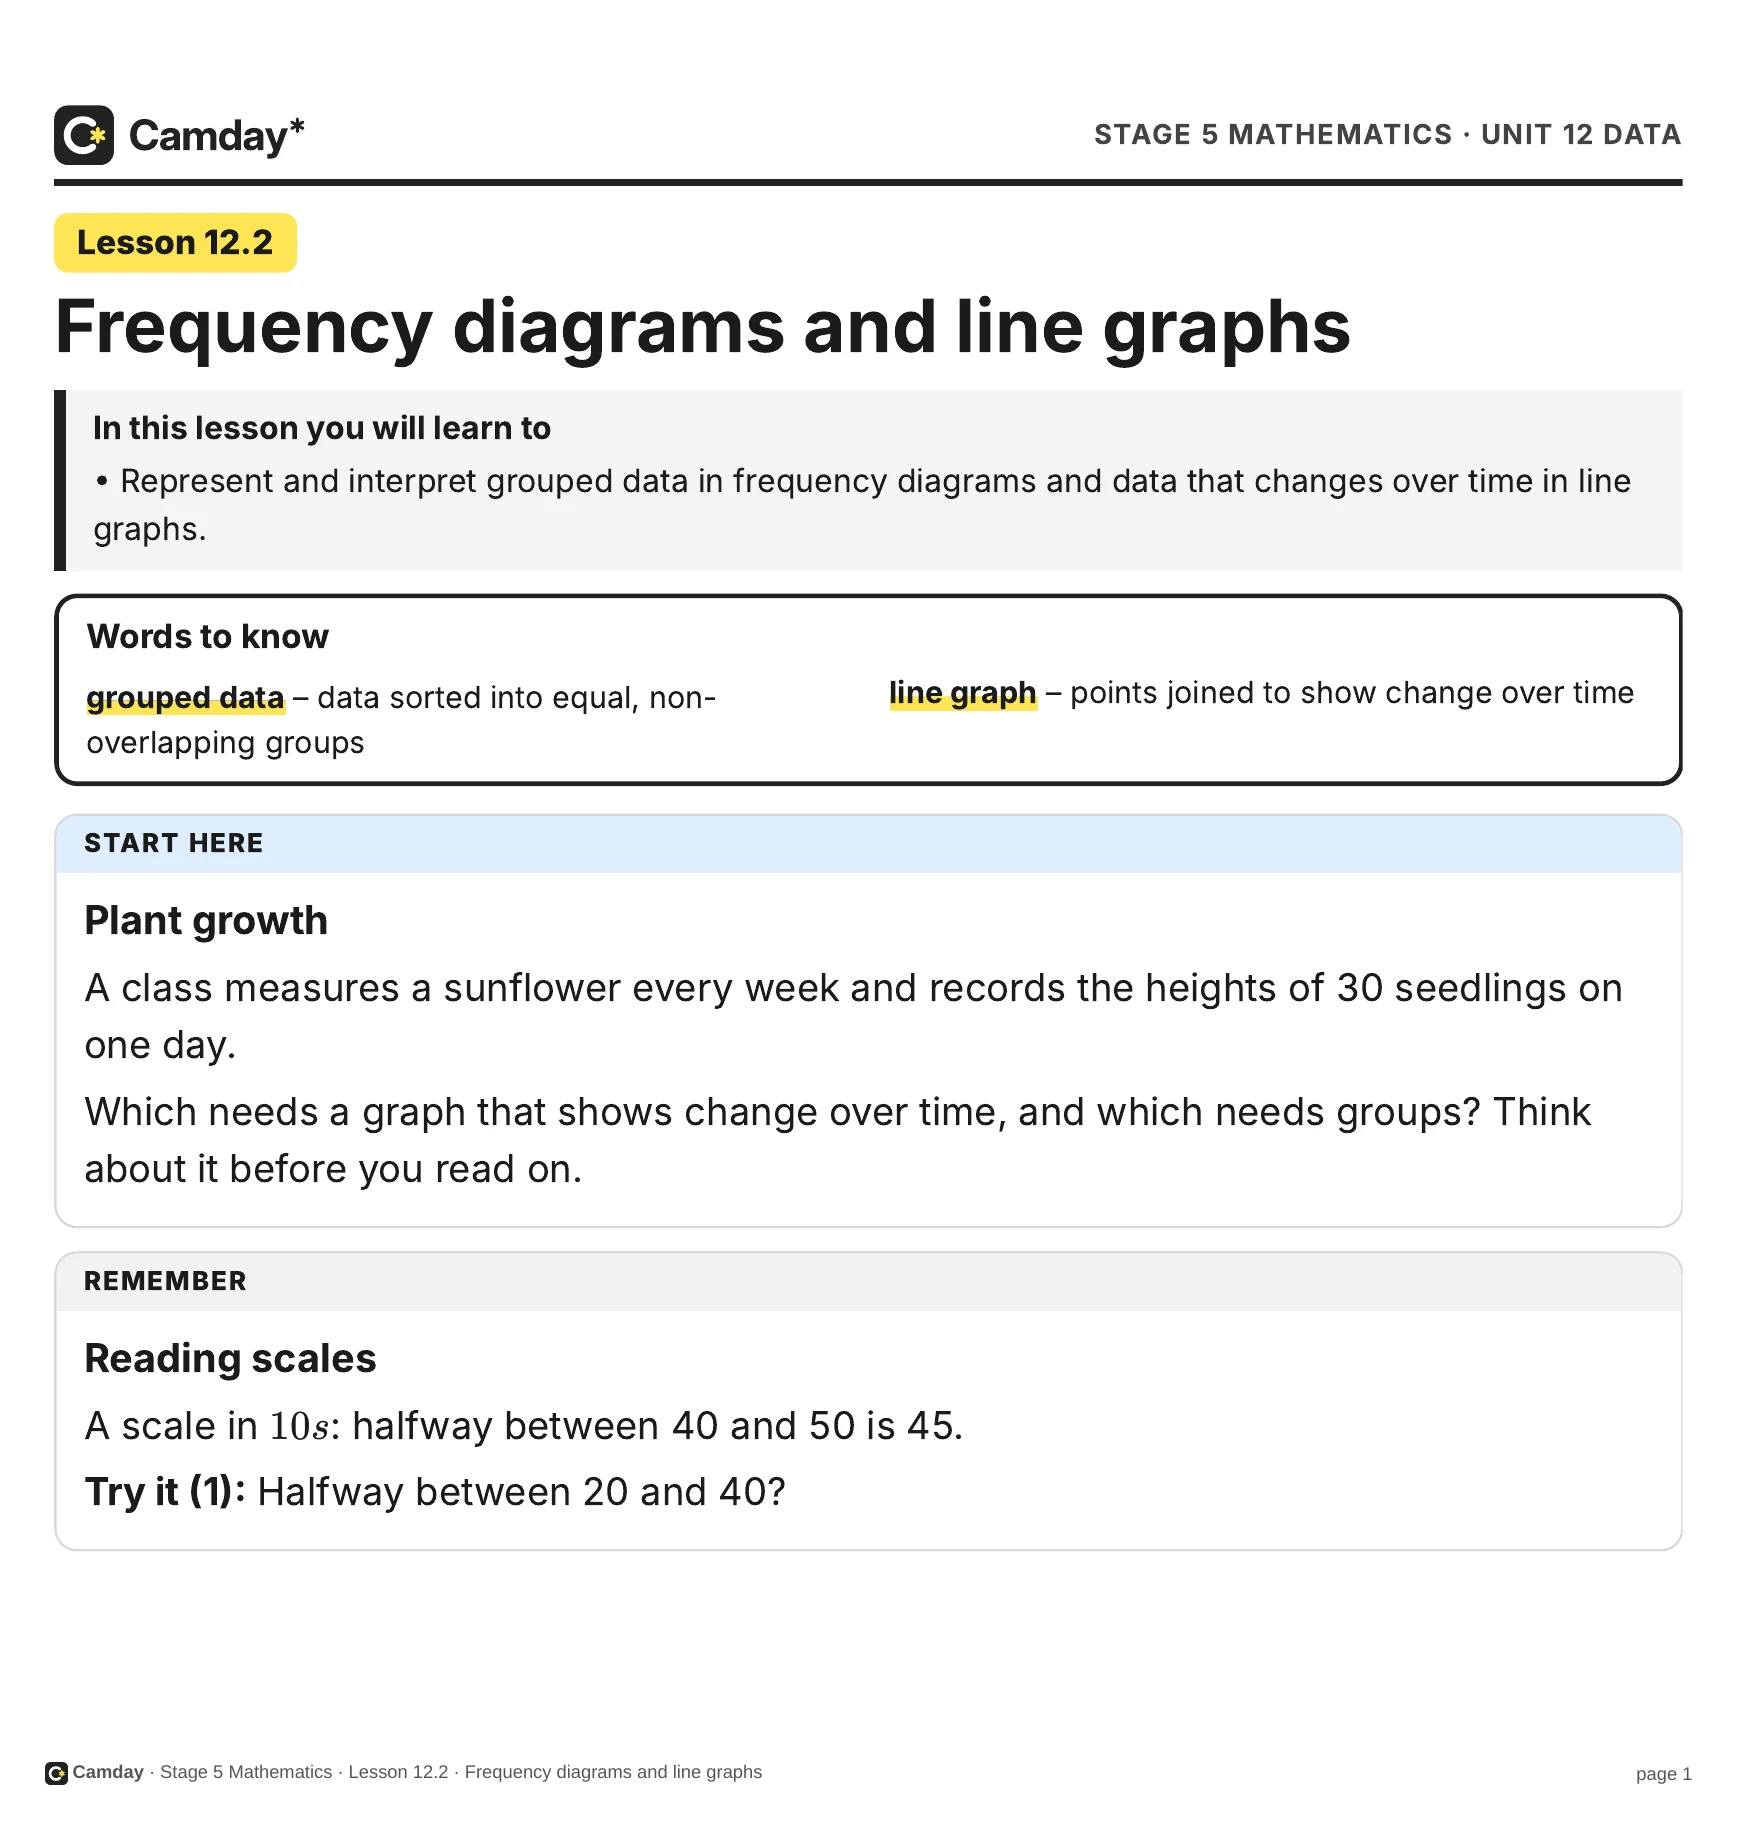 Camday*
STAGE 5 MATHEMATICS · UNIT 12 DATA
Lesson 12.2
Frequency diagrams and line graphs
In this lesson you will learn to
• Represent and interpret grouped data in frequency diagrams and data that changes over time in line
graphs.
Words to know
grouped data – data sorted into equal, non-
overlapping groups
line graph – points joined to show change over time
START HERE
Plant growth
A class measures a sunflower every week and records the heights of 30 seedlings on
one day.
Which needs a graph that shows change over time, and which needs groups? Think
about it before you read on.
REMEMBER
Reading scales
A scale in 10s: halfway between 40 and 50 is 45.
Try it (1): Halfway between 20 and 40?
Camday · Stage 5 Mathematics · Lesson 12.2 · Frequency diagrams and line graphs
page 1